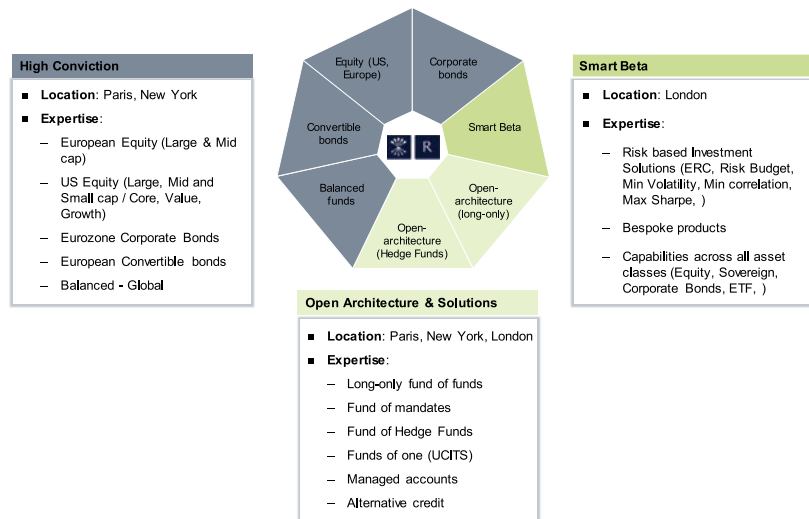 High Conviction
■ Location: Paris, New York
■ Expertise:
– European Equity (Large & Mid
cap)
– US Equity (Large, Mid and
Small cap / Core, Value,
Growth)
– Eurozone Corporate Bonds
– European Convertible bonds
– Balanced - Global
Equity (US,
Europe)
Corporate
bonds
Convertible
bonds
R
Smart Beta
Balanced
funds
Open-
architecture
(Hedge Funds)
Open-
architecture
(long-only)
Smart Beta
■ Location: London
■ Expertise:
– Risk based Investment
Solutions (ERC, Risk Budget,
Min Volatility, Min correlation,
Max Sharpe, )
– Bespoke products
– Capabilities across all asset
classes (Equity, Sovereign,
Corporate Bonds, ETF, )
Open Architecture & Solutions
■ Location: Paris, New York, London
■ Expertise:
– Long-only fund of funds
– Fund of mandates
– Fund of Hedge Funds
– Funds of one (UCITS)
– Managed accounts
– Alternative credit